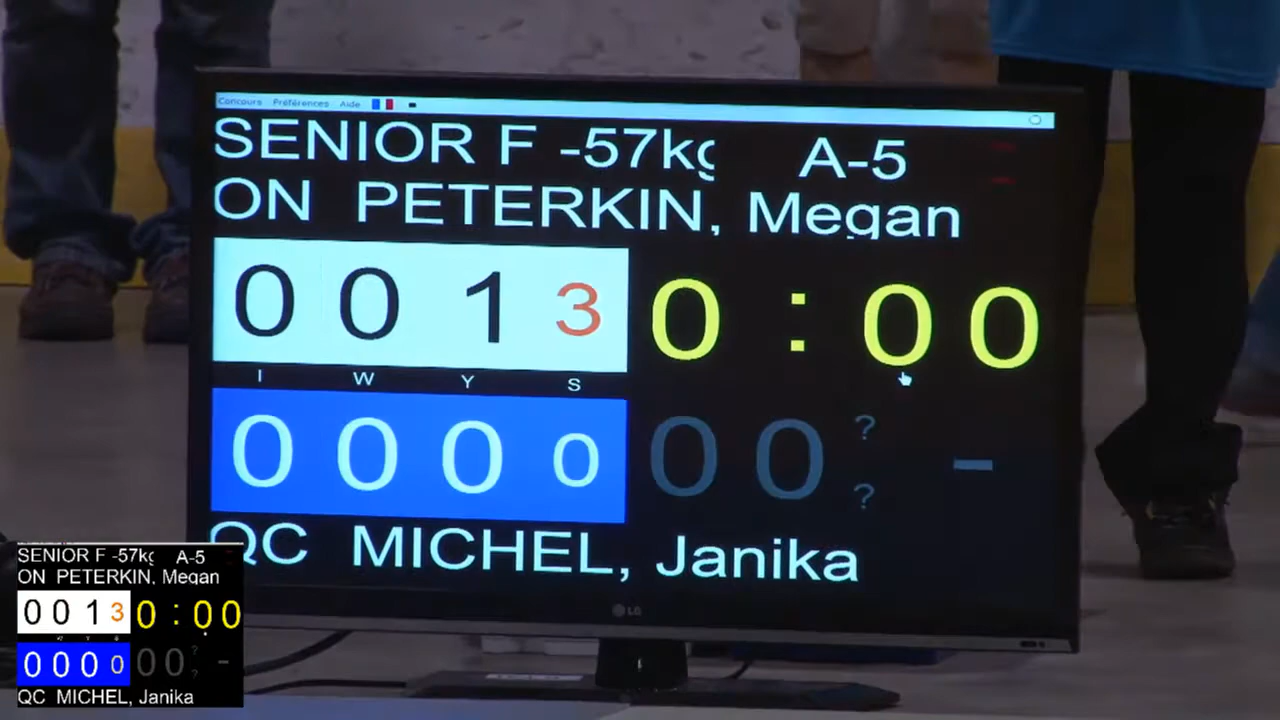 Concours Préférences Aide
SENIOR F -57kg A-5
ON PETERKIN, Megan
0 0 1 3 0 : 00
I W Y S
0 0 0 0 00 ? -
?
QC MICHEL, Janika
LG
SENIOR F -57kg A-5
ON PETERKIN, Megan
0 0 1 3 0 : 00
0 0 0 0 00 ? -
?
QC MICHEL, Janika